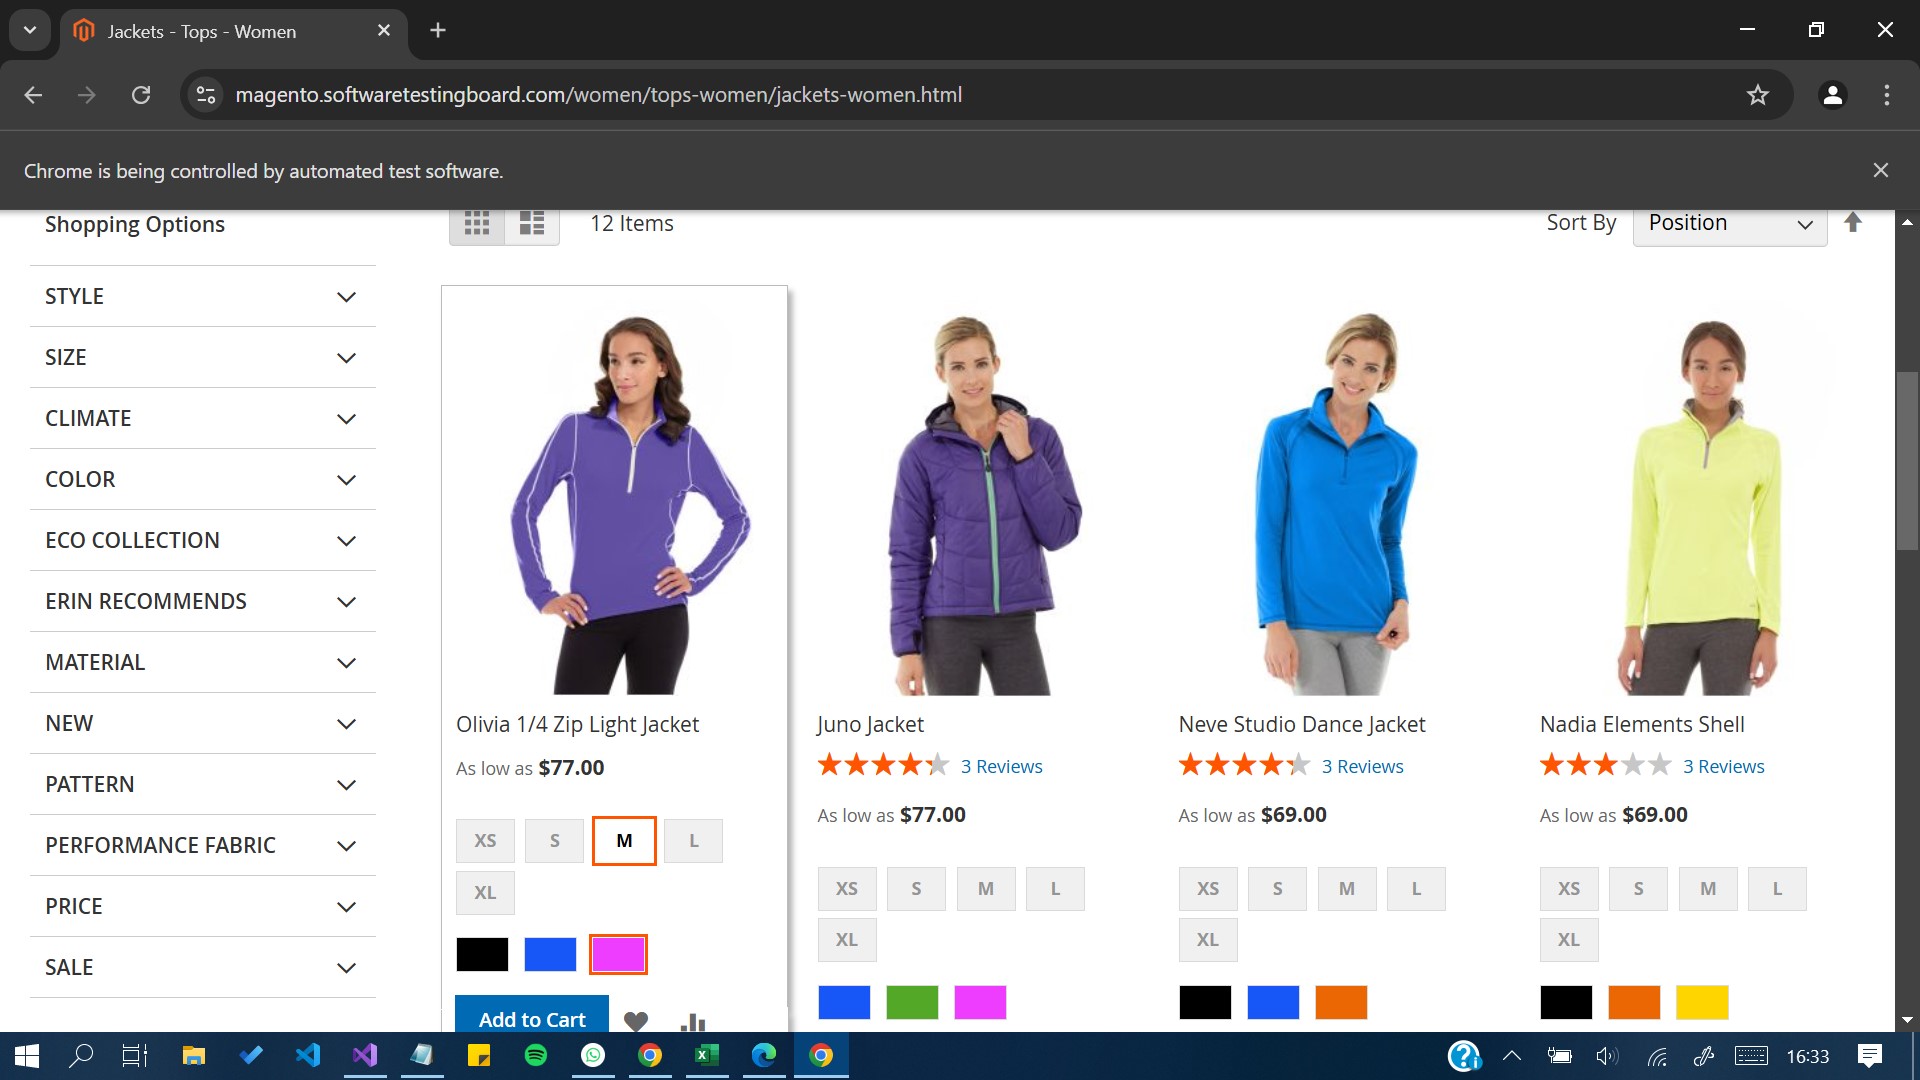 Jackets - Tops - Women
magento.softwaretestingboard.com/women/tops-women/jackets-women.html
Chrome is being controlled by automated test software.
Shopping Options
12 Items
Sort By
Position
STYLE
SIZE
CLIMATE
COLOR
ECO COLLECTION
ERIN RECOMMENDS
MATERIAL
NEW
PATTERN
PERFORMANCE FABRIC
PRICE
SALE
Olivia 1/4 Zip Light Jacket
As low as $77.00
XS S M L
XL
Add to Cart
Juno Jacket
3 Reviews
As low as $77.00
XS S M L
XL
Neve Studio Dance Jacket
3 Reviews
As low as $69.00
XS S M L
XL
Nadia Elements Shell
3 Reviews
As low as $69.00
XS S M L
XL
16:33